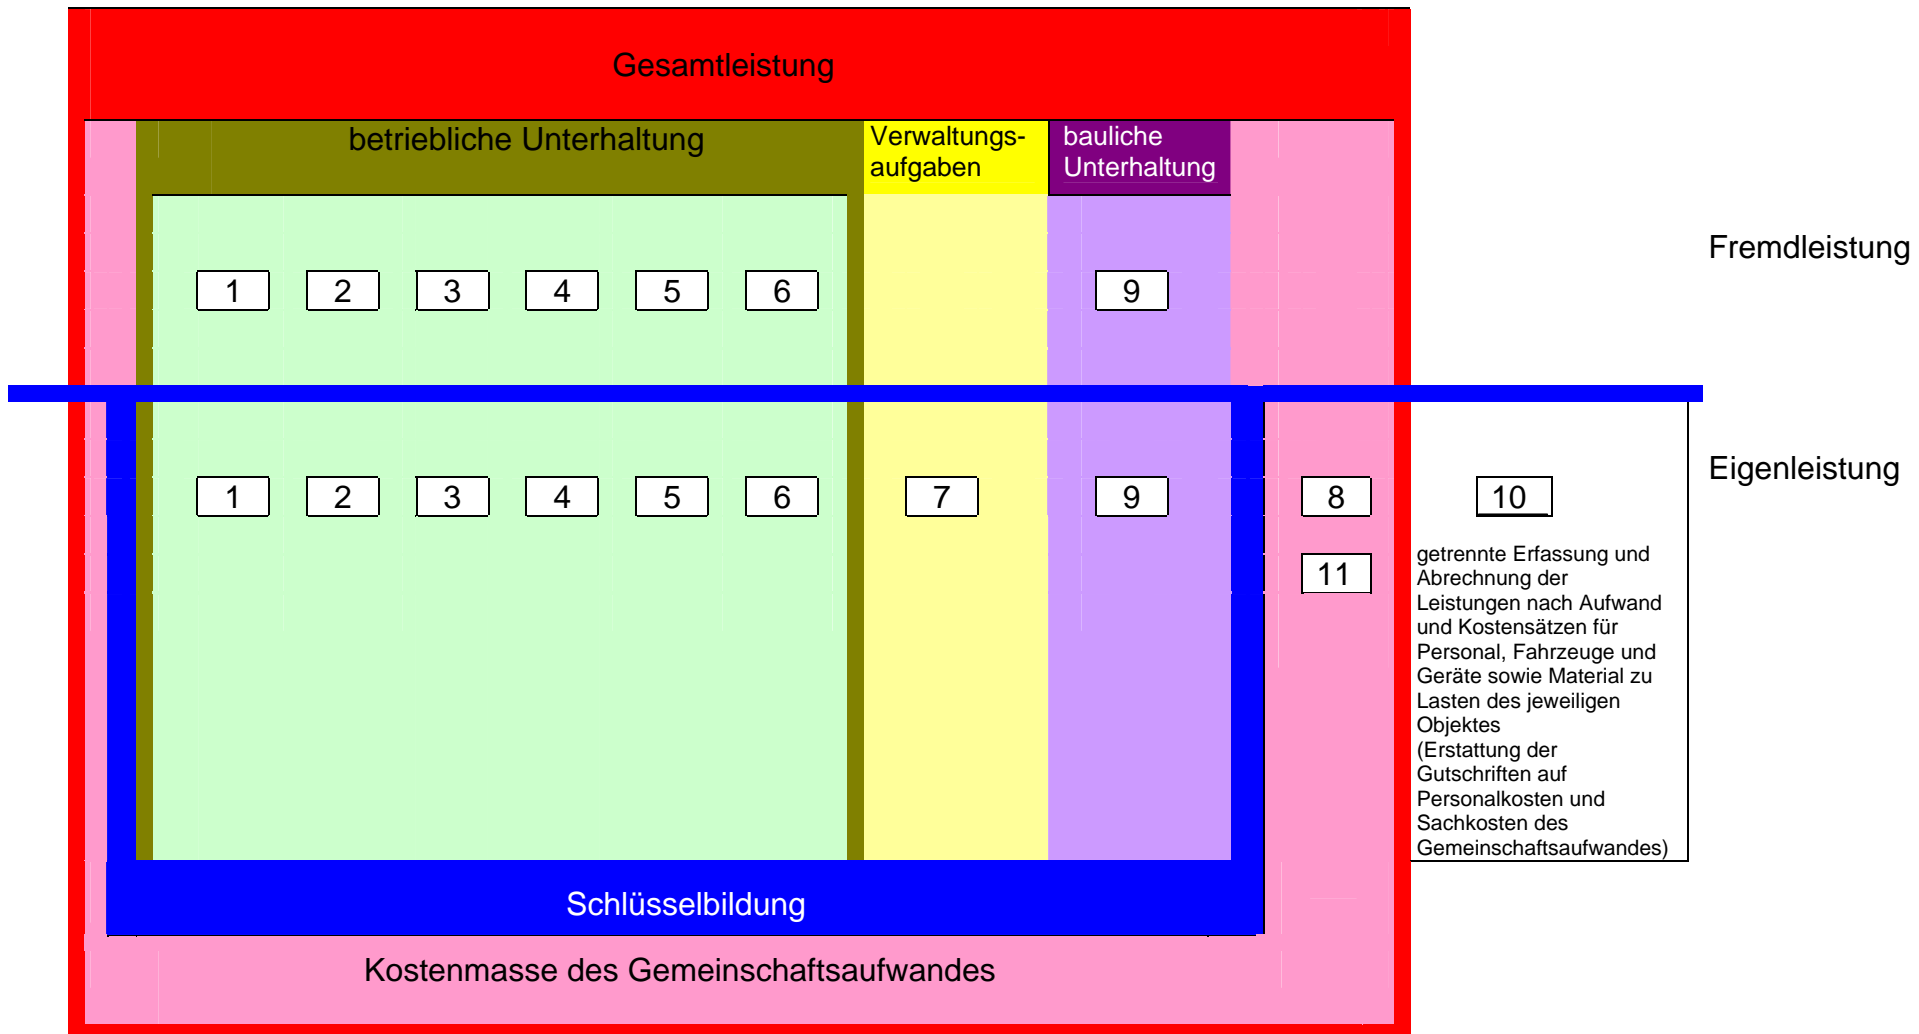 Gesamtleistung
betriebliche Unterhaltung
Verwaltungs-
aufgaben
bauliche
Unterhaltung
Fremdleistung
1 2 3 4 5 6 9
Eigenleistung
1 2 3 4 5 6 7 9 8 10
11
getrennte Erfassung und
Abrechnung der
Leistungen nach Aufwand
und Kostensätzen für
Personal, Fahrzeuge und
Geräte sowie Material zu
Lasten des jeweiligen
Objektes
(Erstattung der
Gutschriften auf
Personalkosten und
Sachkosten des
Gemeinschaftsaufwandes)
Schlüsselbildung
Kostenmasse des Gemeinschaftsaufwandes